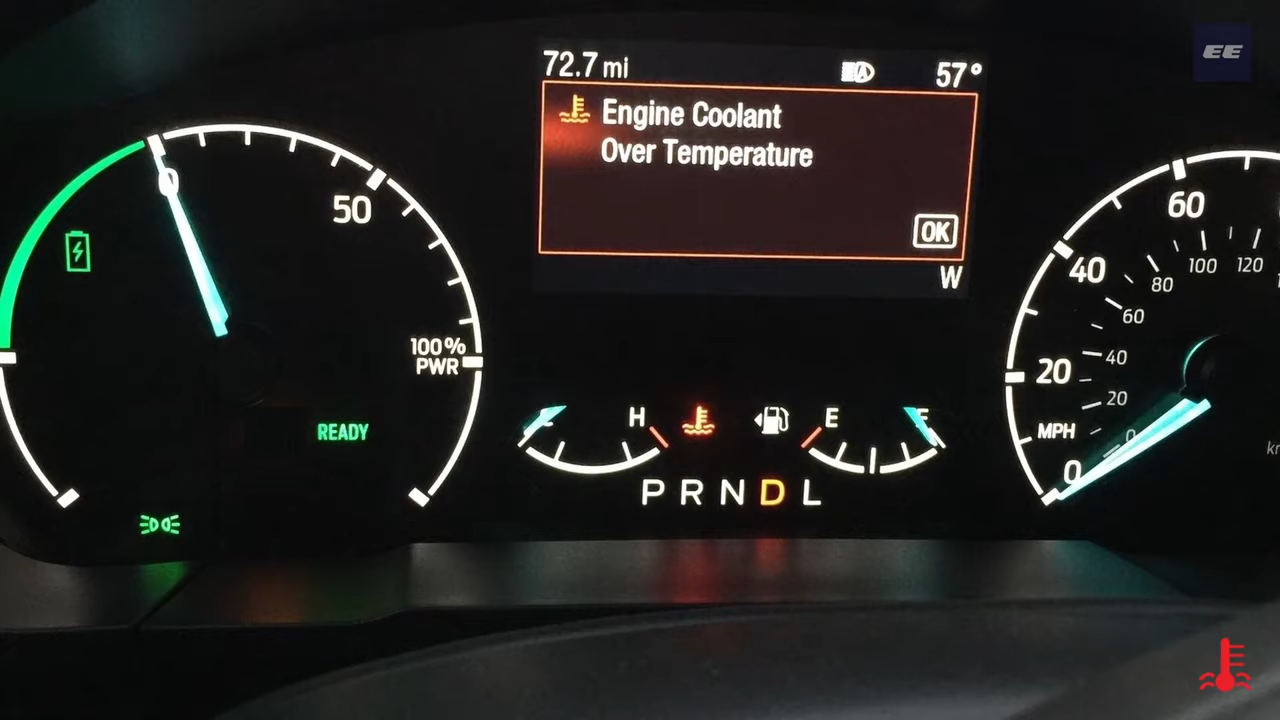 EE
72.7 mi
57°
Engine Coolant
Over Temperature
OK
W
0
50
100%
PWR
READY
H
E
P R N D L
60
40
20
MPH
0
120
100
80
60
40
20
0